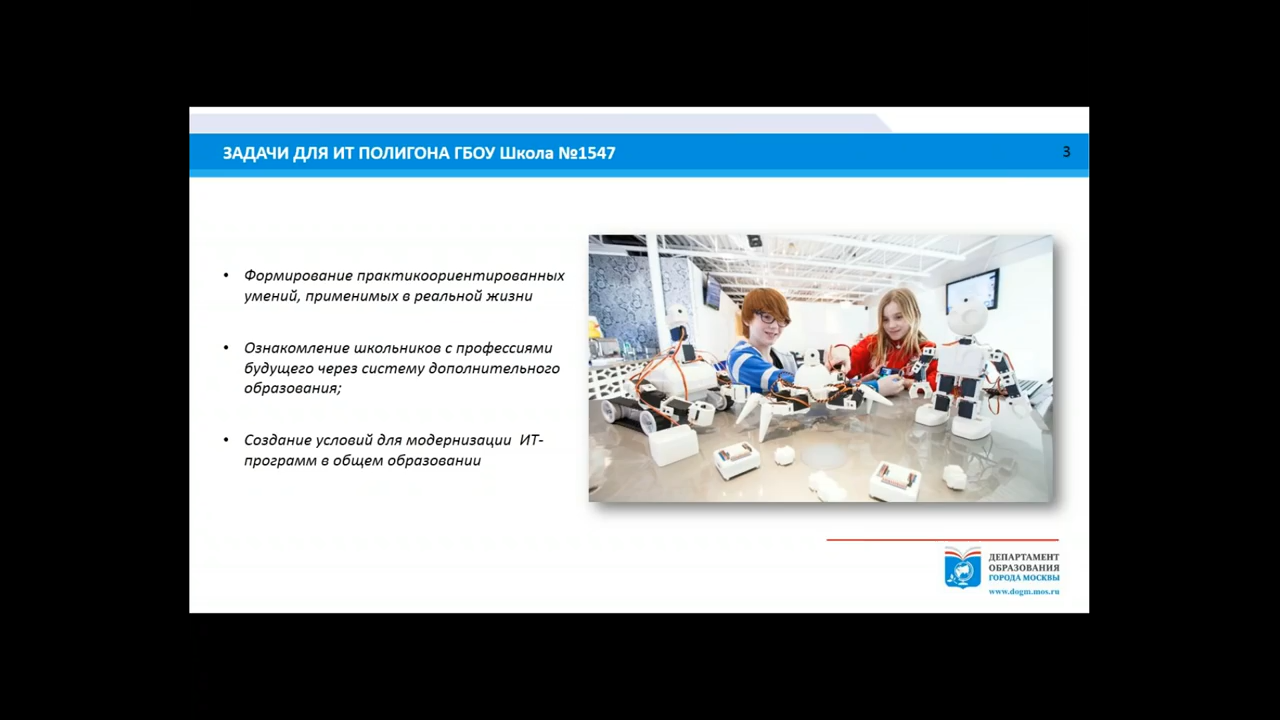 ЗАДАЧИ ДЛЯ ИТ ПОЛИГОНА ГБОУ Школа №1547
3
• Формирование практикоориентированных
умений, применимых в реальной жизни
• Ознакомление школьников с профессиями
будущего через систему дополнительного
образования;
• Создание условий для модернизации ИТ-
программ в общем образовании
ДЕПАРТАМЕНТ
ОБРАЗОВАНИЯ
ГОРОДА МОСКВЫ
www.dogm.mos.ru